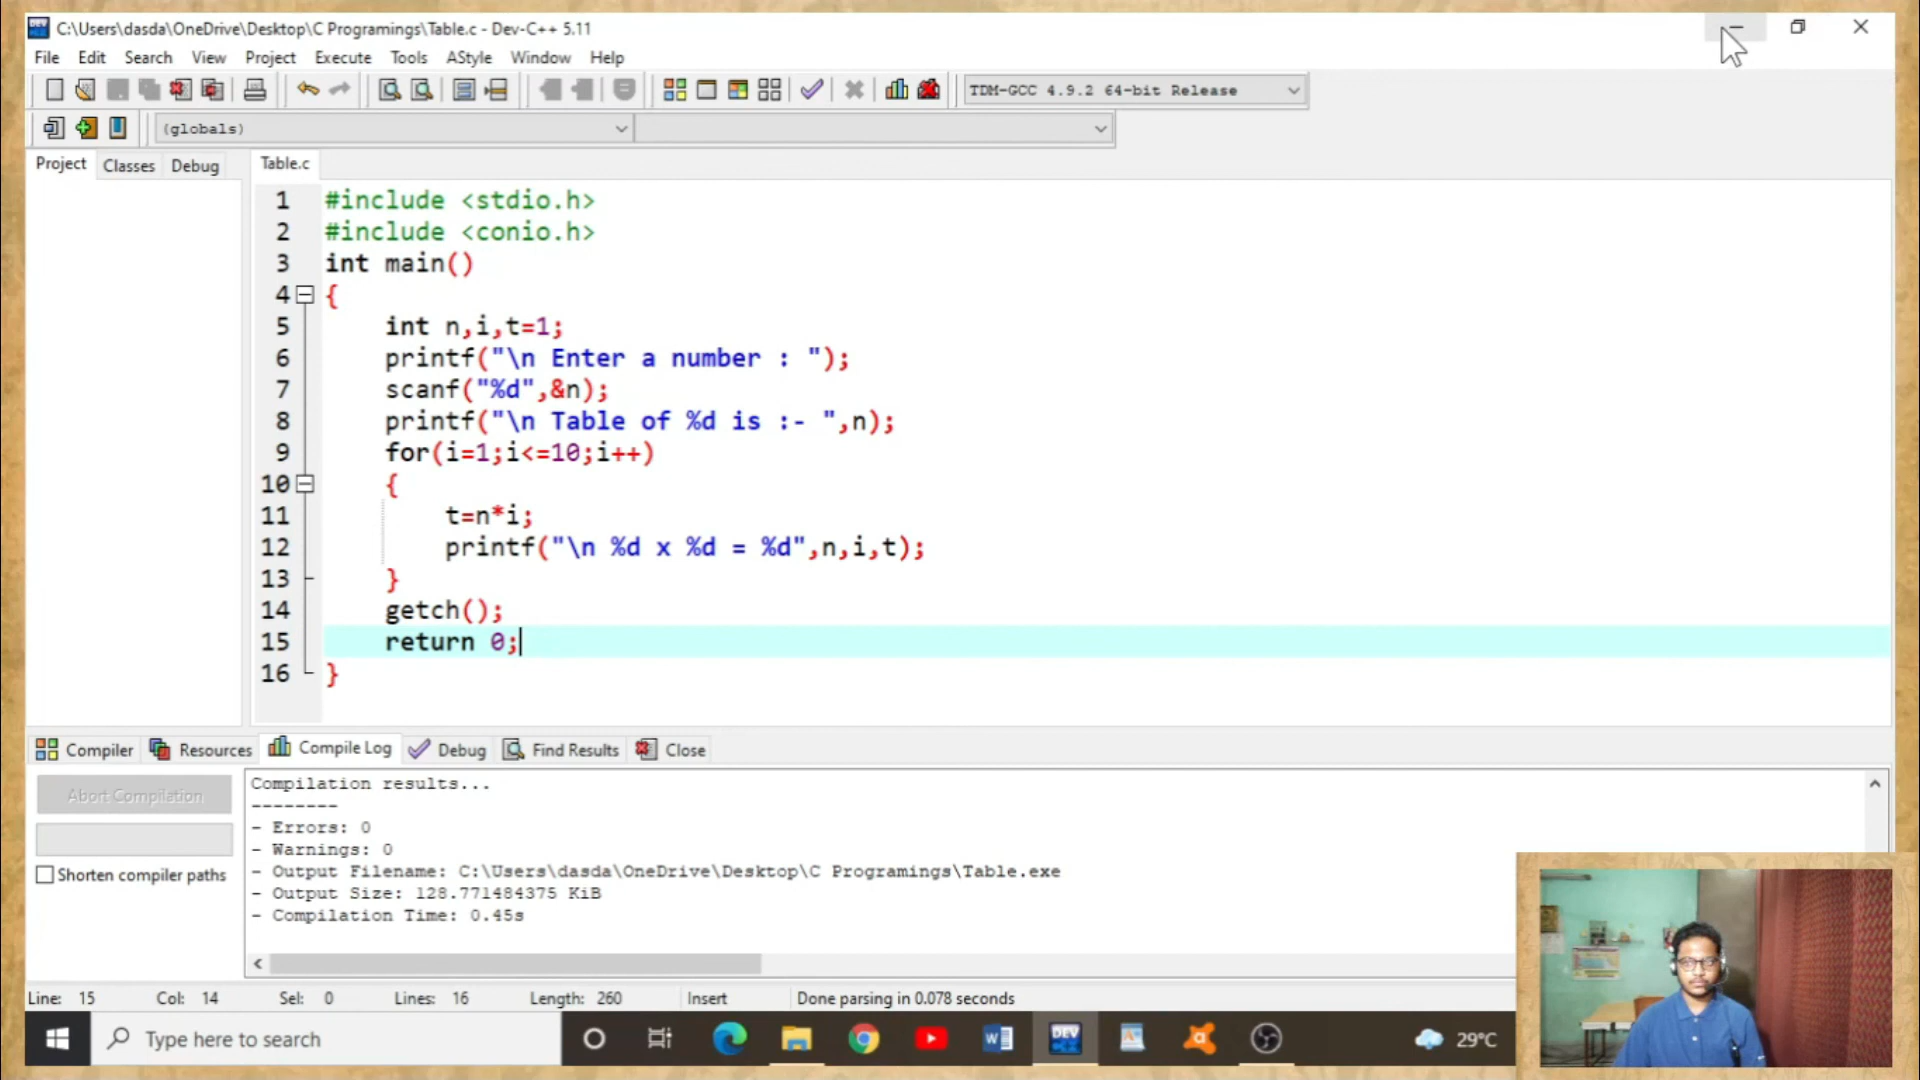 C:\Users\dasda\OneDrive\Desktop\C Programings\Table.c - Dev-C++ 5.11
File Edit Search View Project Execute Tools AStyle Window Help
TDM-GCC 4.9.2 64-bit Release
(globals)
Project Classes Debug Table.c
1 #include <stdio.h>
2 #include <conio.h>
3 int main()
4 {
5 int n,i,t=1;
6 printf("\n Enter a number : ");
7 scanf("%d",&n);
8 printf("\n Table of %d is :- ",n);
9 for(i=1;i<=10;i++)
10 {
11 t=n*i;
12 printf("\n %d x %d = %d",n,i,t);
13 }
14 getch();
15 return 0;
16 }
Compiler Resources Compile Log Debug Find Results Close
Abort Compilation
Shorten compiler paths
Compilation results...
--------
- Errors: 0
- Warnings: 0
- Output Filename: C:\Users\dasda\OneDrive\Desktop\C Programings\Table.exe
- Output Size: 128.771484375 KiB
- Compilation Time: 0.45s
Line: 15 Col: 14 Sel: 0 Lines: 16 Length: 260 Insert Done parsing in 0.078 seconds
Type here to search
DEV
29°C